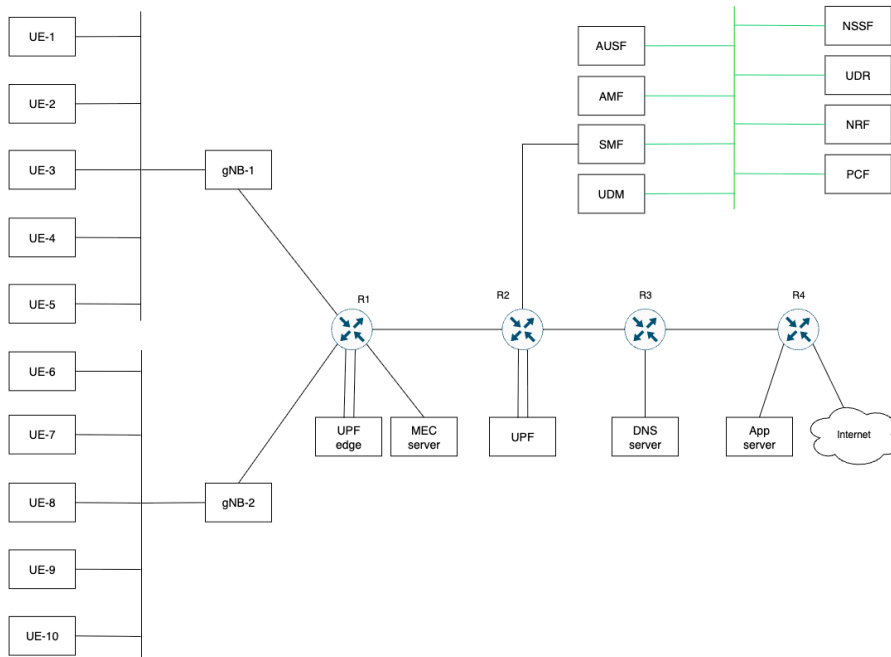 UE-1
UE-2
UE-3
UE-4
UE-5
UE-6
UE-7
UE-8
UE-9
UE-10
gNB-1
gNB-2
AUSF
AMF
SMF
UDM
NSSF
UDR
NRF
PCF
R1
R2
R3
R4
UPF
edge
MEC
server
UPF
DNS
server
App
server
Internet